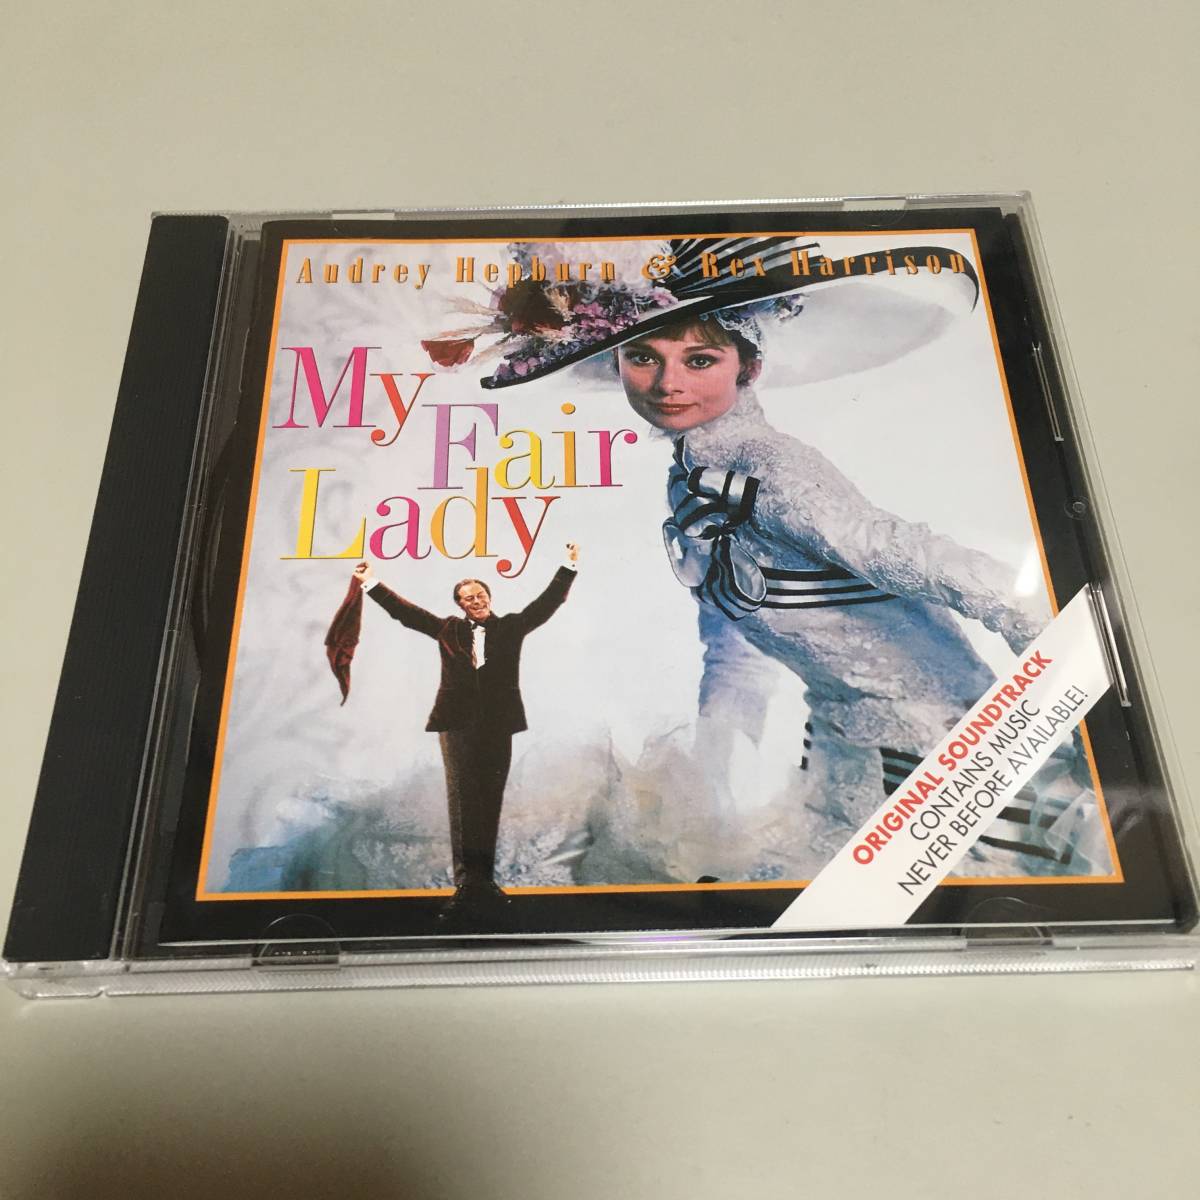 Audrey Hepburn & Rex Harrison
My
Fair
Lady
ORIGINAL SOUNDTRACK
CONTAINS MUSIC
NEVER BEFORE AVAILABLE!